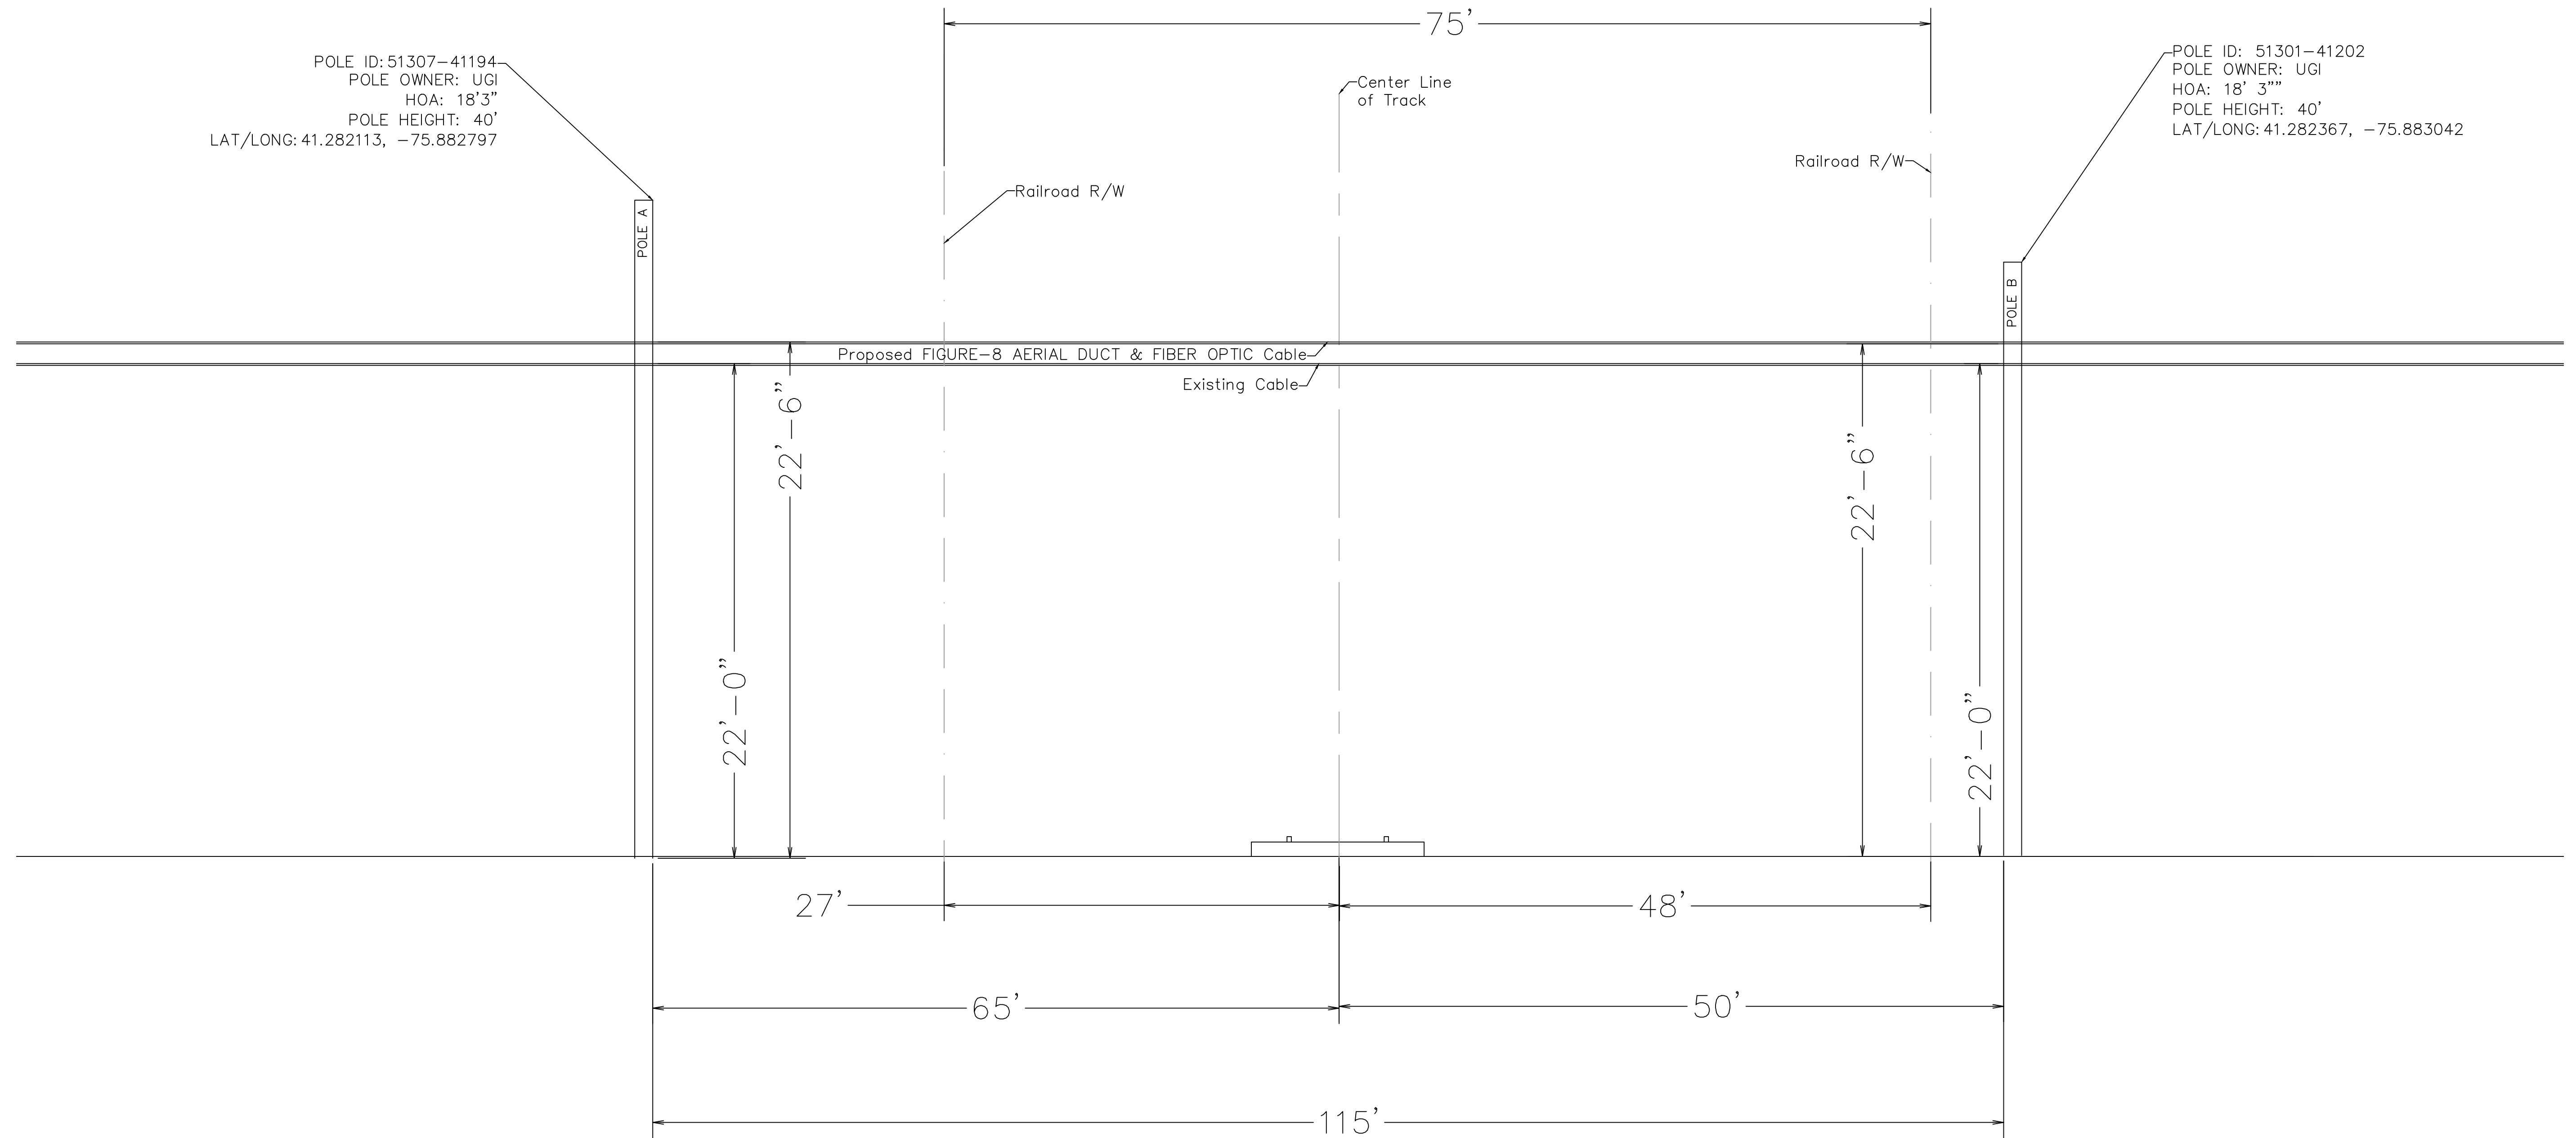 75'
POLE ID: 51307-41194
POLE OWNER: UGI
HOA: 18'3"
POLE HEIGHT: 40'
LAT/LONG: 41.282113, -75.882797
POLE ID: 51301-41202
POLE OWNER: UGI
HOA: 18' 3""
POLE HEIGHT: 40'
LAT/LONG: 41.282367, -75.883042
Center Line
of Track
Railroad R/W
Railroad R/W
POLE A
POLE B
Proposed FIGURE-8 AERIAL DUCT & FIBER OPTIC Cable
Existing Cable
22'-6"
22'-6"
22'-0"
22'-0"
27'
48'
65'
50'
115'